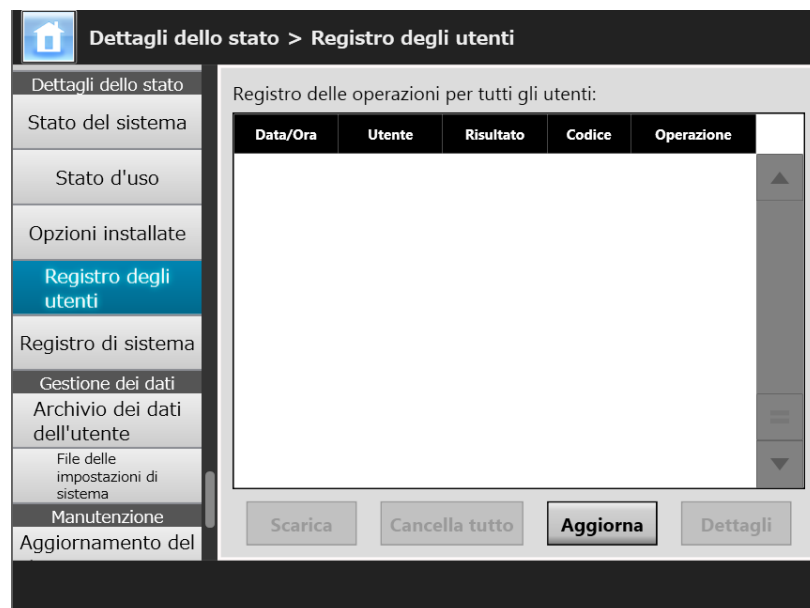 Dettagli dello stato > Registro degli utenti
Dettagli dello stato
Stato del sistema
Stato d'uso
Opzioni installate
Registro degli
utenti
Registro di sistema
Gestione dei dati
Archivio dei dati
dell'utente
File delle
impostazioni di
sistema
Manutenzione
Aggiornamento del
Registro delle operazioni per tutti gli utenti:
Data/Ora Utente Risultato Codice Operazione
Scarica Cancella tutto Aggiorna Dettagli